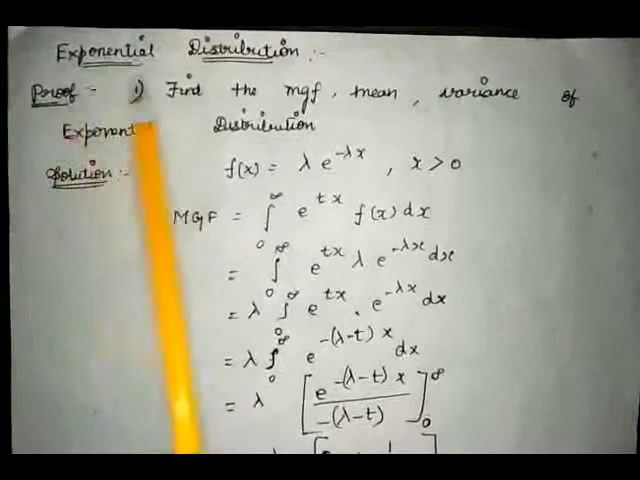 Exponential Distribution :-
Proof :- 1) Find the mgf, mean, variance of
Exponent Distribution
Solution :- f(x) = λ e^{-λx} , x > 0
MGF = ∫_0^∞ e^{tx} f(x) dx
= ∫_0^∞ e^{tx} λ e^{-λx} dx
= λ ∫_0^∞ e^{tx} . e^{-λx} dx
= λ ∫_0^∞ e^{-(λ-t)x} dx
= λ [e^{-(λ-t)x} / -(λ-t)]_0^∞